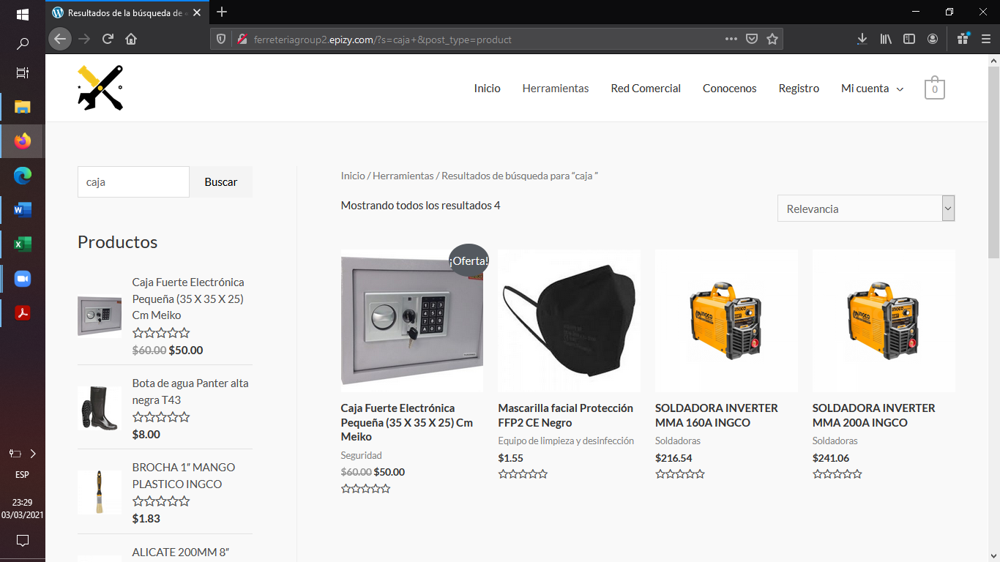 Resultados de la búsqueda de «
ferreteriagroup2.epizy.com/?s=caja+&post_type=product
Inicio
Herramientas
Red Comercial
Conocenos
Registro
Mi cuenta
0
caja
Buscar
Productos
Caja Fuerte Electrónica
Pequeña (35 X 35 X 25)
Cm Meiko
$60.00 $50.00
Bota de agua Panter alta
negra T43
$8.00
BROCHA 1″ MANGO
PLASTICO INGCO
$1.83
ALICATE 200MM 8″
Inicio / Herramientas / Resultados de búsqueda para “caja ”
Mostrando todos los resultados 4
Relevancia
¡Oferta!
Caja Fuerte Electrónica
Pequeña (35 X 35 X 25) Cm
Meiko
Seguridad
$60.00 $50.00
Mascarilla facial Protección
FFP2 CE Negro
Equipo de limpieza y desinfección
$1.55
INGCO
SOLDADORA INVERTER
MMA 160A INGCO
Soldadoras
$216.54
INGCO
SOLDADORA INVERTER
MMA 200A INGCO
Soldadoras
$241.06
ESP
23:29
03/03/2021